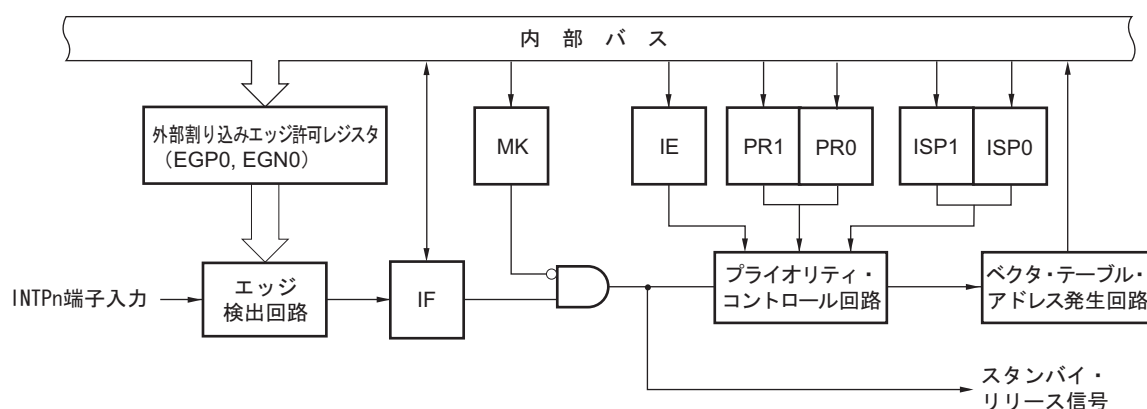 内 部 バ ス
外部割り込みエッジ許可レジスタ
（EGP0, EGN0）
MK
IE
PR1
PR0
ISP1
ISP0
INTPn端子入力
エッジ
検出回路
IF
プライオリティ・
コントロール回路
ベクタ・テーブル・
アドレス発生回路
スタンバイ・
リリース信号